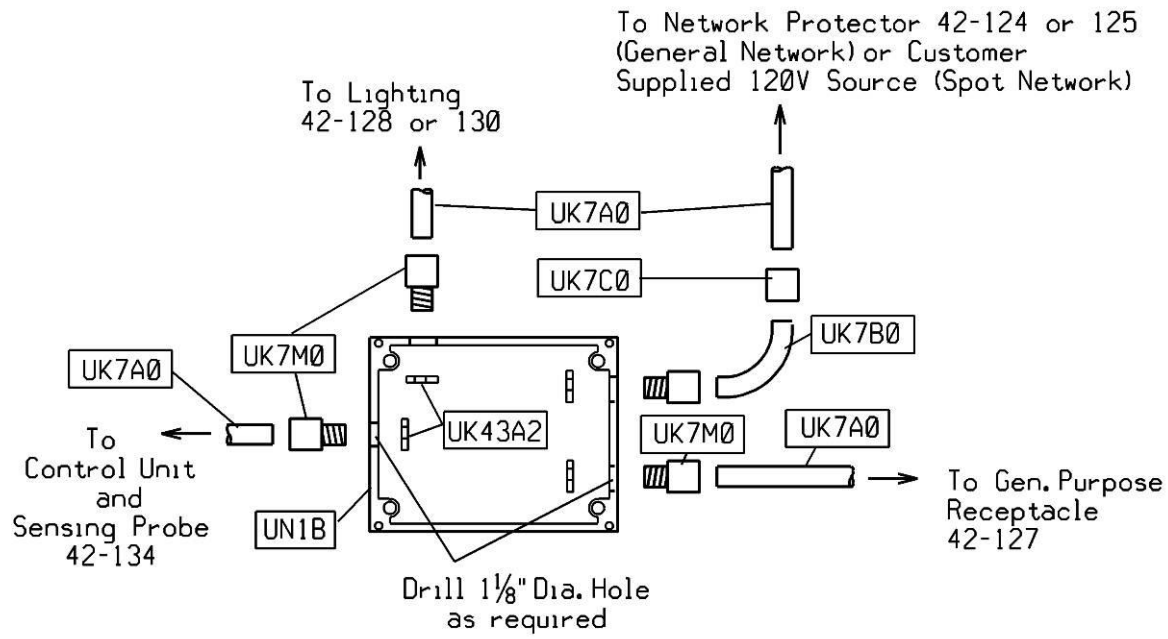 To Network Protector 42-124 or 125
(General Network) or Customer
Supplied 120V Source (Spot Network)
To Lighting
42-128 or 130
UK7A0
UK7C0
UK7B0
UK7M0
UK7A0
UK43A2
UK7M0
UK7A0
To
Control Unit
and
Sensing Probe
42-134
UN1B
To Gen. Purpose
Receptacle
42-127
Drill 1⅛" Dia. Hole
as required